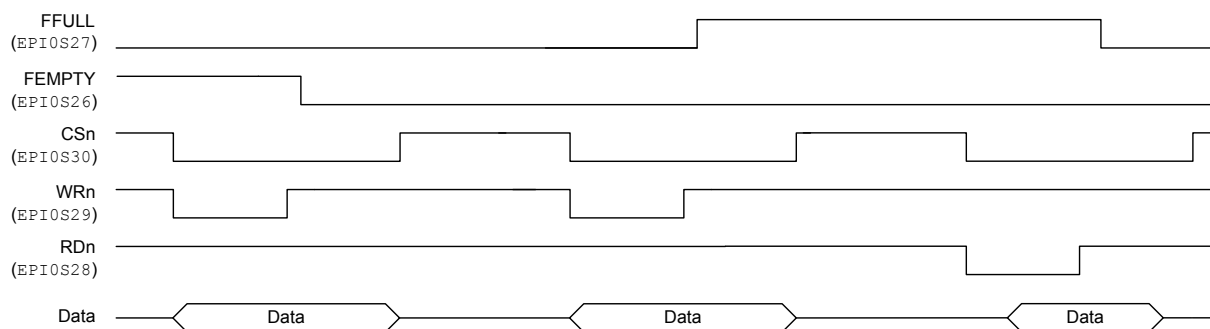 FFULL
(EPI0S27)
FEMPTY
(EPI0S26)
CSn
(EPI0S30)
WRn
(EPI0S29)
RDn
(EPI0S28)
Data Data Data Data